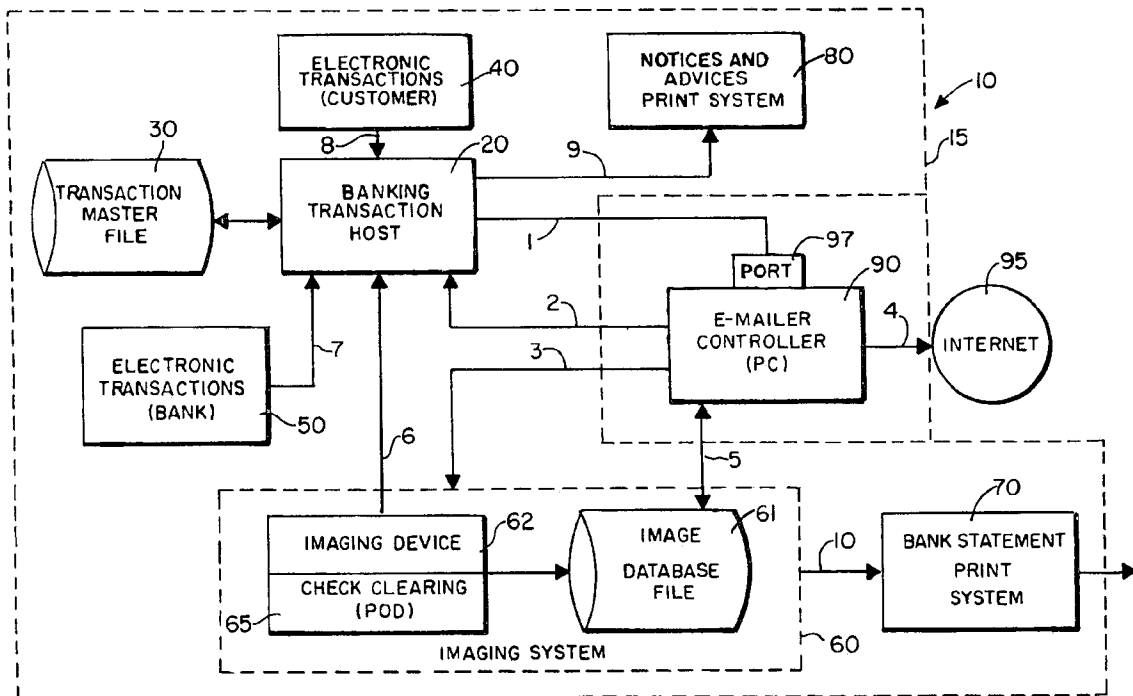 ELECTRONIC
TRANSACTIONS
(CUSTOMER)
40
NOTICES AND
ADVICES
PRINT SYSTEM
80
10
15
30
TRANSACTION
MASTER
FILE
8
20
BANKING
TRANSACTION
HOST
9
1
97
PORT
90
E-MAILER
CONTROLLER
(PC)
2
3
4
95
INTERNET
7
ELECTRONIC
TRANSACTIONS
(BANK)
50
6
5
62
IMAGING DEVICE
CHECK CLEARING
(POD)
65
61
IMAGE
DATABASE
FILE
10
70
BANK STATEMENT
PRINT
SYSTEM
60
IMAGING SYSTEM